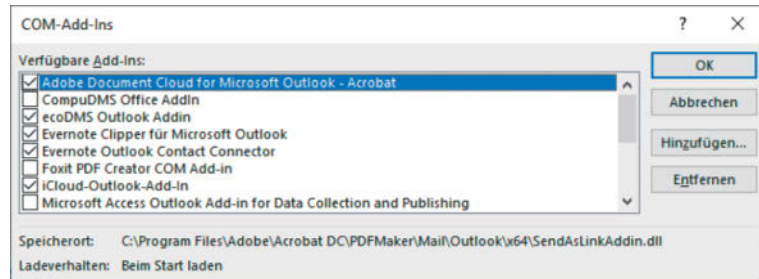 COM-Add-Ins ? ×
Verfügbare Add-Ins:
Adobe Document Cloud for Microsoft Outlook - Acrobat
CompuDMS Office AddIn
ecoDMS Outlook Addin
Evernote Clipper für Microsoft Outlook
Evernote Outlook Contact Connector
Foxit PDF Creator COM Add-in
iCloud-Outlook-Add-In
Microsoft Access Outlook Add-in for Data Collection and Publishing
OK
Abbrechen
Hinzufügen...
Entfernen
Speicherort: C:\Program Files\Adobe\Acrobat DC\PDFMaker\Mail\Outlook\x64\SendAsLinkAddin.dll
Ladeverhalten: Beim Start laden